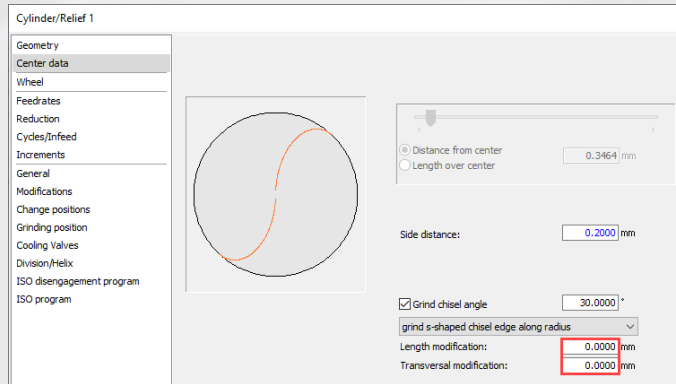 Cylinder/Relief 1
Geometry
Center data
Wheel
Feedrates
Reduction
Cycles/Infeed
Increments
General
Modifications
Change positions
Grinding position
Cooling Valves
Division/Helix
ISO disengagement program
ISO program
Distance from center
0.3464 mm
Length over center
Side distance: 0.2000 mm
Grind chisel angle 30.0000 °
grind s-shaped chisel edge along radius
Length modification: 0.0000 mm
Transversal modification: 0.0000 mm